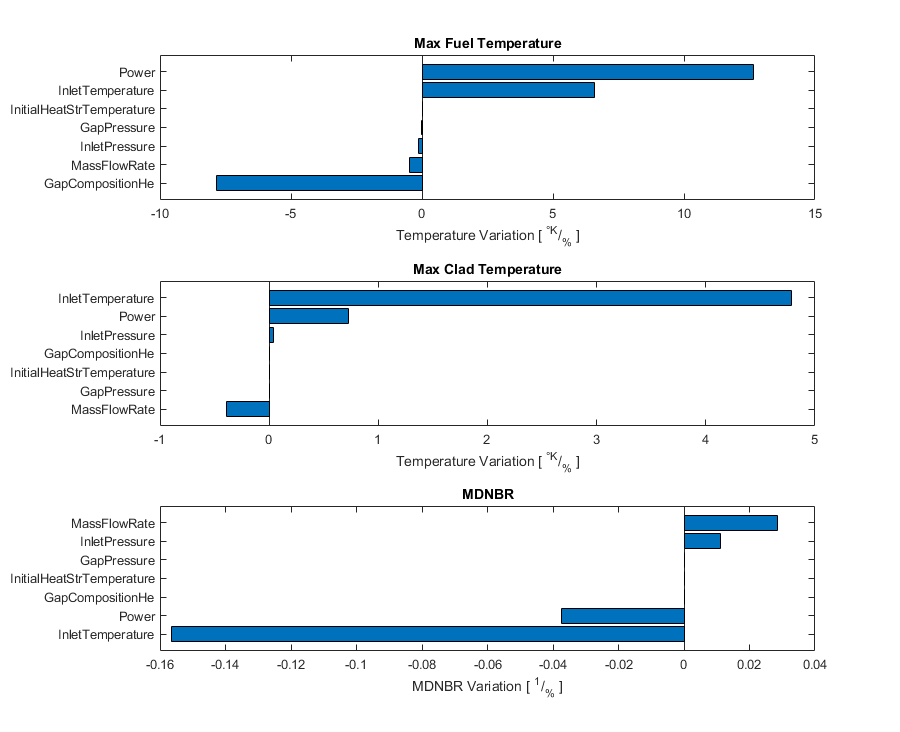 Max Fuel Temperature
Power
InletTemperature
InitialHeatStrTemperature
GapPressure
InletPressure
MassFlowRate
GapCompositionHe
-10 -5 0 5 10 15
Temperature Variation [ °K/% ]
Max Clad Temperature
InletTemperature
Power
InletPressure
GapCompositionHe
InitialHeatStrTemperature
GapPressure
MassFlowRate
-1 0 1 2 3 4 5
Temperature Variation [ °K/% ]
MDNBR
MassFlowRate
InletPressure
GapPressure
InitialHeatStrTemperature
GapCompositionHe
Power
InletTemperature
-0.16 -0.14 -0.12 -0.1 -0.08 -0.06 -0.04 -0.02 0 0.02 0.04
MDNBR Variation [ 1/% ]